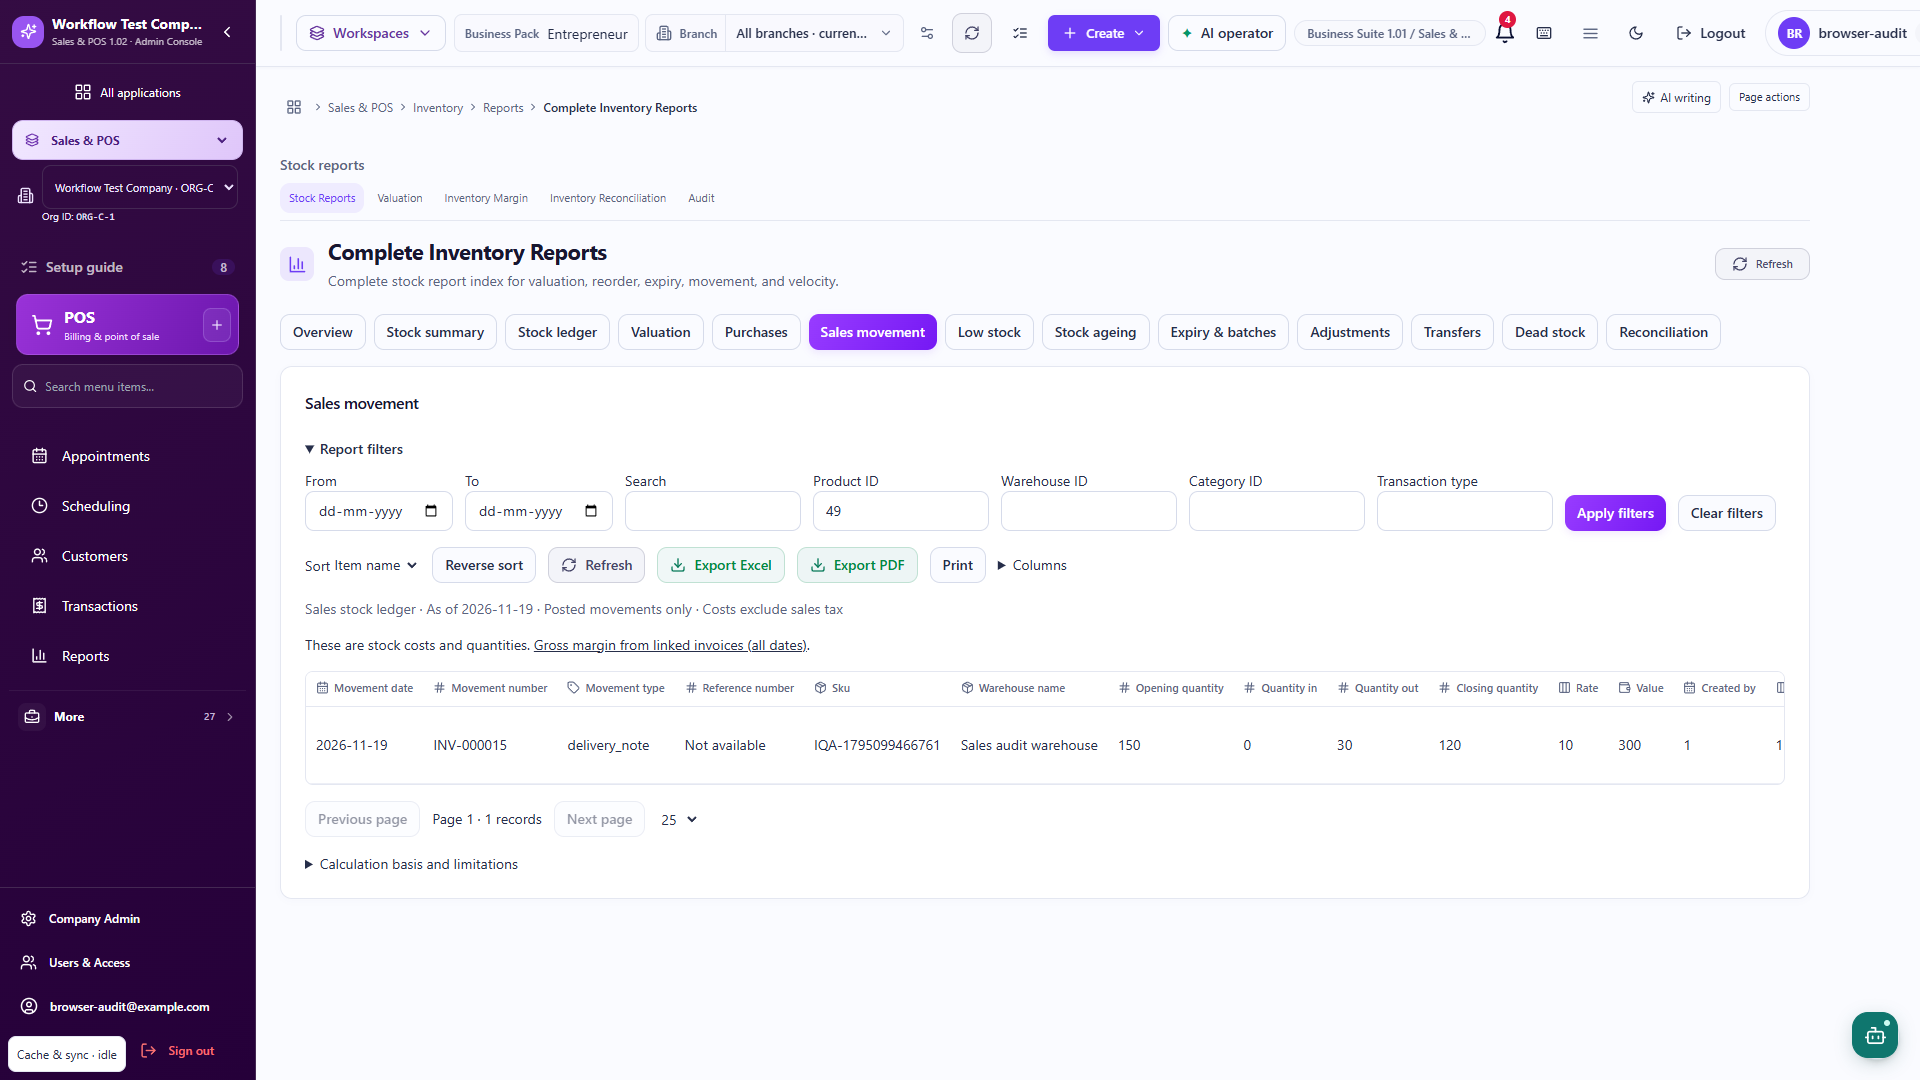 Workflow Test Comp...
Sales & POS 1.02 · Admin Console
All applications
Sales & POS
Workflow Test Company · ORG-C
Org ID: ORG-C-1
Setup guide 8
POS
Billing & point of sale
Search menu items...
Appointments
Scheduling
Customers
Transactions
Reports
More 27
Company Admin
Users & Access
browser-audit@example.com
Cache & sync · idle
Sign out
Workspaces
Business Pack Entrepreneur
Branch All branches · curren...
Create
AI operator
Business Suite 1.01 / Sales & ...
4
Logout
BR browser-audit
Sales & POS > Inventory > Reports > Complete Inventory Reports
AI writing
Page actions
Stock reports
Stock Reports Valuation Inventory Margin Inventory Reconciliation Audit
Complete Inventory Reports
Complete stock report index for valuation, reorder, expiry, movement, and velocity.
Refresh
Overview Stock summary Stock ledger Valuation Purchases Sales movement Low stock Stock ageing Expiry & batches Adjustments Transfers Dead stock Reconciliation
Sales movement
Report filters
From To Search Product ID Warehouse ID Category ID Transaction type
dd-mm-yyyy dd-mm-yyyy 49 Apply filters Clear filters
Sort Item name Reverse sort Refresh Export Excel Export PDF Print Columns
Sales stock ledger · As of 2026-11-19 · Posted movements only · Costs exclude sales tax
These are stock costs and quantities. Gross margin from linked invoices (all dates).
Movement date Movement number Movement type Reference number Sku Warehouse name Opening quantity Quantity in Quantity out Closing quantity Rate Value Created by
2026-11-19 INV-000015 delivery_note Not available IQA-1795099466761 Sales audit warehouse 150 0 30 120 10 300 1 1
Previous page Page 1 · 1 records Next page 25
Calculation basis and limitations